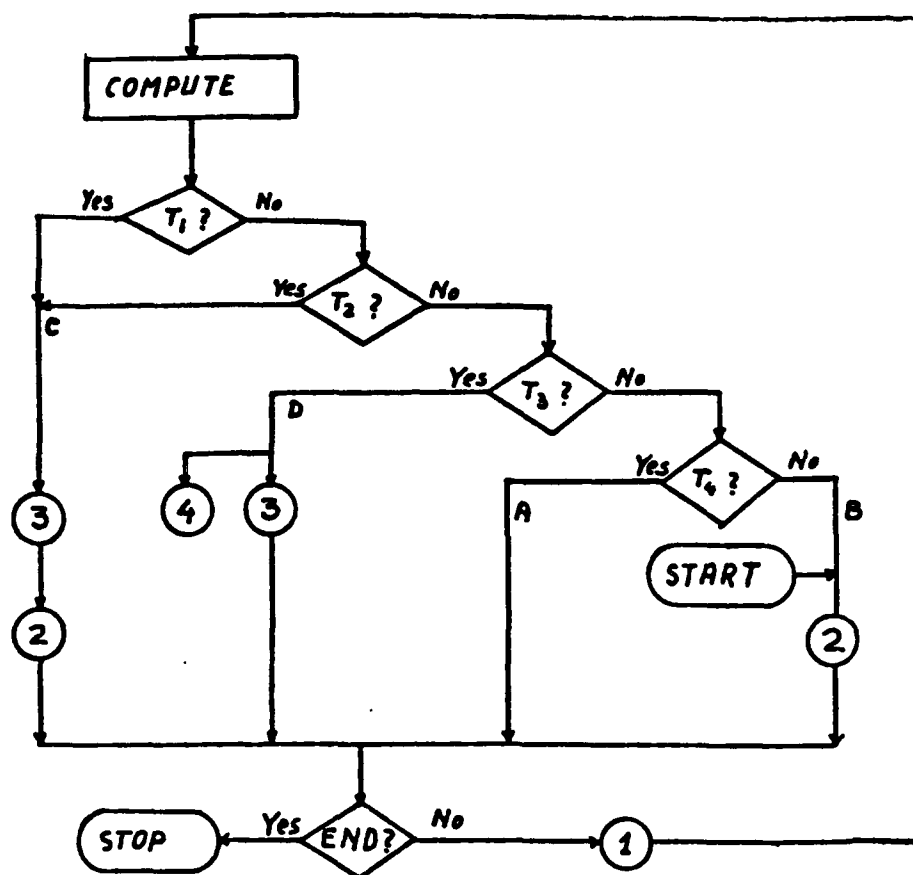 COMPUTE
Yes
T₁ ?
No
Yes
T₂ ?
No
C
Yes
T₃ ?
No
D
Yes
T₄ ?
No
4
3
3
A
B
START
2
2
STOP
Yes
END?
No
1